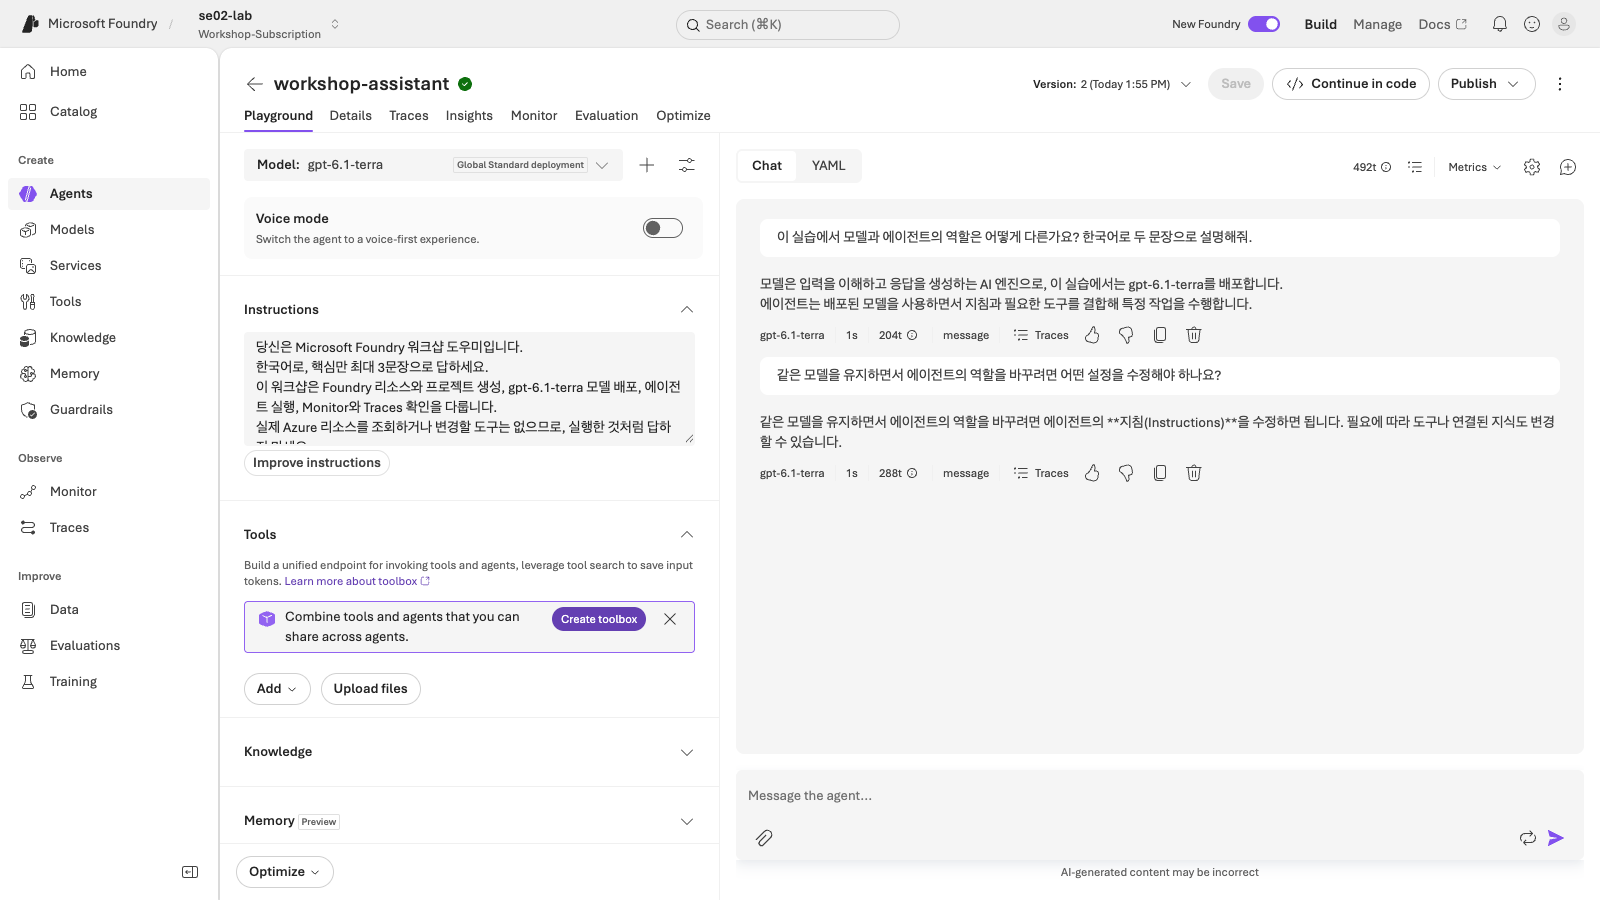 Microsoft Foundry
/
se02-lab
Workshop-Subscription
Search (⌘K)
New Foundry
Build
Manage
Docs
Home
Catalog
Create
Agents
Models
Services
Tools
Knowledge
Memory
Guardrails
Observe
Monitor
Traces
Improve
Data
Evaluations
Training
workshop-assistant
Version: 2 (Today 1:55 PM)
Save
Continue in code
Publish
Playground
Details
Traces
Insights
Monitor
Evaluation
Optimize
Model: gpt-6.1-terra
Global Standard deployment
Voice mode
Switch the agent to a voice-first experience.
Instructions
당신은 Microsoft Foundry 워크샵 도우미입니다.
한국어로, 핵심만 최대 3문장으로 답하세요.
이 워크샵은 Foundry 리소스와 프로젝트 생성, gpt-6.1-terra 모델 배포, 에이전
트 실행, Monitor와 Traces 확인을 다룹니다.
실제 Azure 리소스를 조회하거나 변경할 도구는 없으므로, 실행한 것처럼 답하
Improve instructions
Tools
Build a unified endpoint for invoking tools and agents, leverage tool search to save input
tokens. Learn more about toolbox
Combine tools and agents that you can
share across agents.
Create toolbox
Add
Upload files
Knowledge
Memory
Preview
Optimize
Chat
YAML
492t
Metrics
이 실습에서 모델과 에이전트의 역할은 어떻게 다른가요? 한국어로 두 문장으로 설명해줘.
모델은 입력을 이해하고 응답을 생성하는 AI 엔진으로, 이 실습에서는 gpt-6.1-terra를 배포합니다.
에이전트는 배포된 모델을 사용하면서 지침과 필요한 도구를 결합해 특정 작업을 수행합니다.
gpt-6.1-terra
1s
204t
message
Traces
같은 모델을 유지하면서 에이전트의 역할을 바꾸려면 어떤 설정을 수정해야 하나요?
같은 모델을 유지하면서 에이전트의 역할을 바꾸려면 에이전트의 **지침(Instructions)**을 수정하면 됩니다. 필요에 따라 도구나 연결된 지식도 변경
할 수 있습니다.
gpt-6.1-terra
1s
288t
message
Traces
Message the agent...
AI-generated content may be incorrect